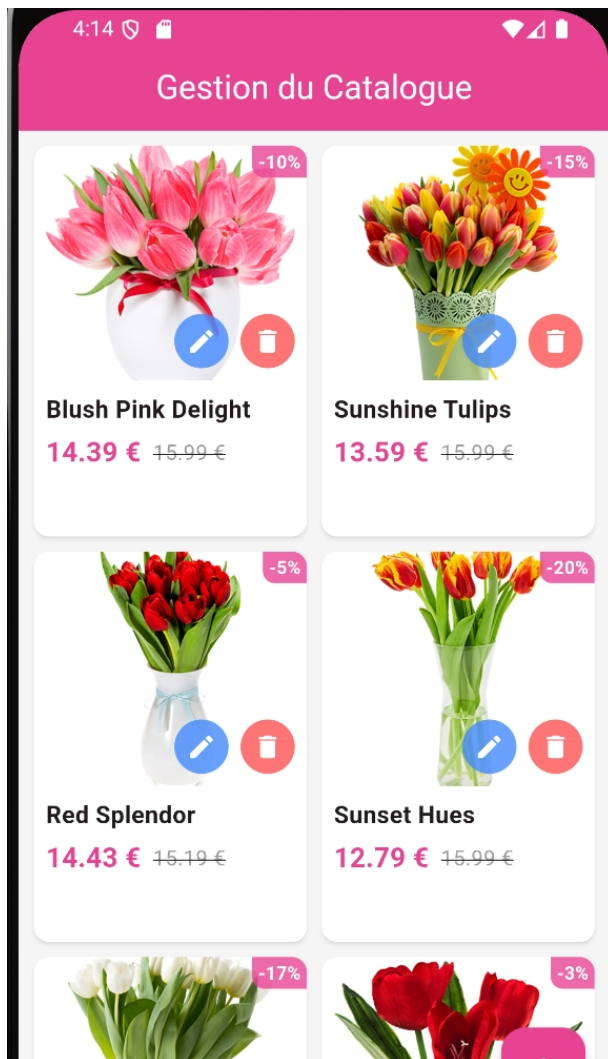 4:14
Gestion du Catalogue
-10%
-15%
Blush Pink Delight
14.39 € 15.99 €
Sunshine Tulips
13.59 € 15.99 €
-5%
-20%
Red Splendor
14.43 € 15.19 €
Sunset Hues
12.79 € 15.99 €
-17%
-3%